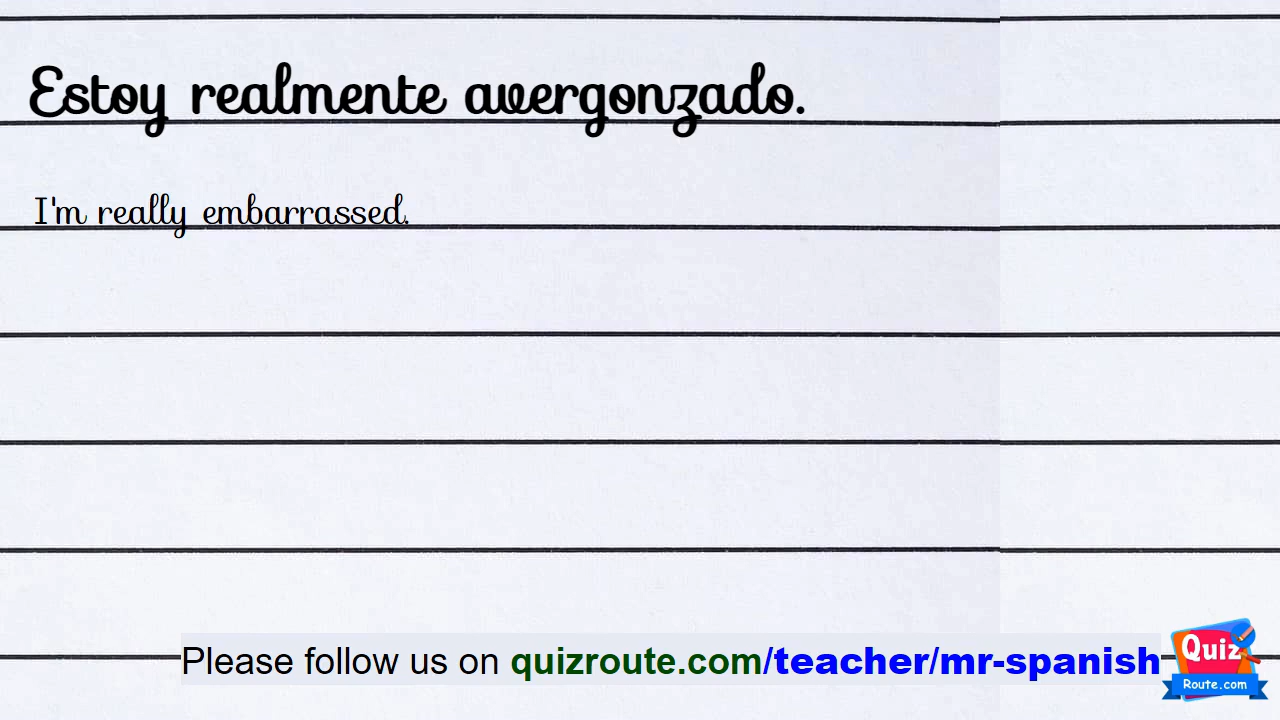 Estoy realmente avergonzado.
I'm really embarrassed.
Please follow us on quizroute.com/teacher/mr-spanish
Quiz
Route.com